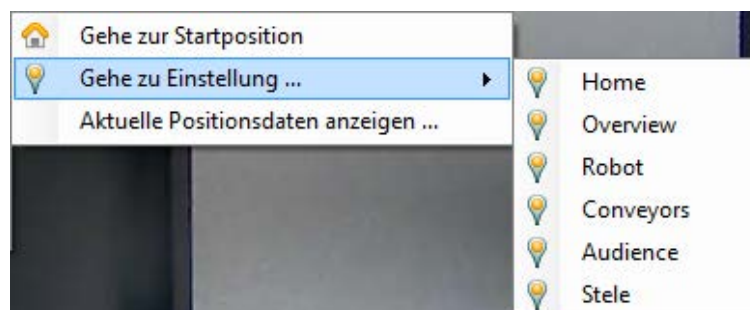 Gehe zur Startposition
Gehe zu Einstellung ...
Aktuelle Positionsdaten anzeigen ...
Home
Overview
Robot
Conveyors
Audience
Stele